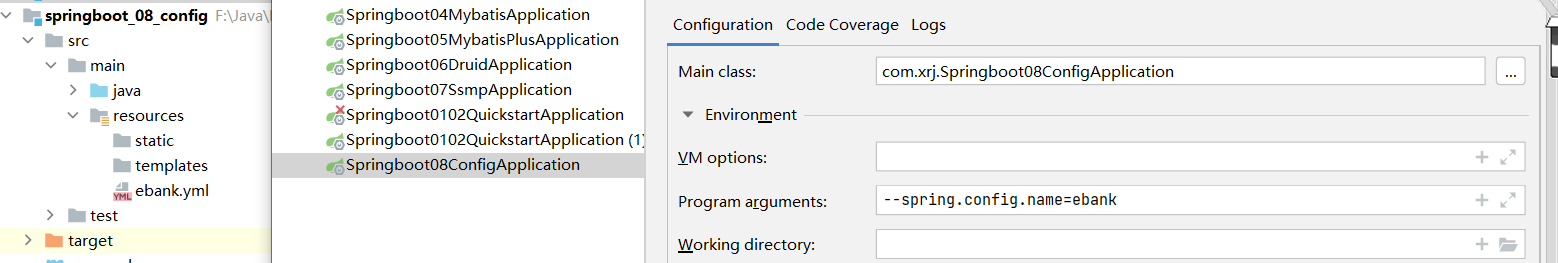 springboot_08_config F:\Java\
src
main
java
resources
static
templates
YML ebank.yml
test
target
Springboot04MybatisApplication
Springboot05MybatisPlusApplication
Springboot06DruidApplication
Springboot07SsmpApplication
Springboot0102QuickstartApplication
Springboot0102QuickstartApplication (1)
Springboot08ConfigApplication
Configuration Code Coverage Logs
Main class: com.xrj.Springboot08ConfigApplication ...
Environment
VM options:
Program arguments: --spring.config.name=ebank
Working directory: